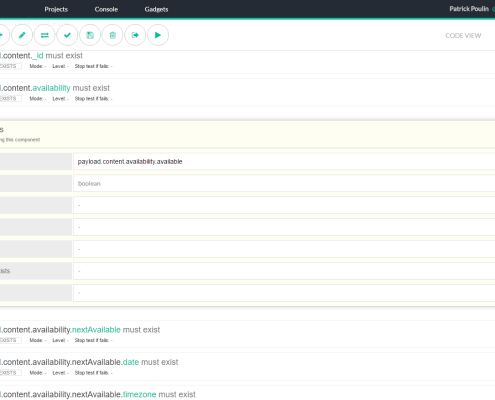 Projects Console Gadgets Patrick Poulin
CODE VIEW
.content._id must exist
EXISTS Mode: - Level: - Stop test if fails: -
.content.availability must exist
EXISTS Mode: - Level: - Stop test if fails: -
s
ng this component
payload.content.availability.available
boolean
-
-
-
ists -
-
.content.availability.nextAvailable must exist
EXISTS Mode: - Level: - Stop test if fails: -
.content.availability.nextAvailable.date must exist
EXISTS Mode: - Level: - Stop test if fails: -
.content.availability.nextAvailable.timezone must exist